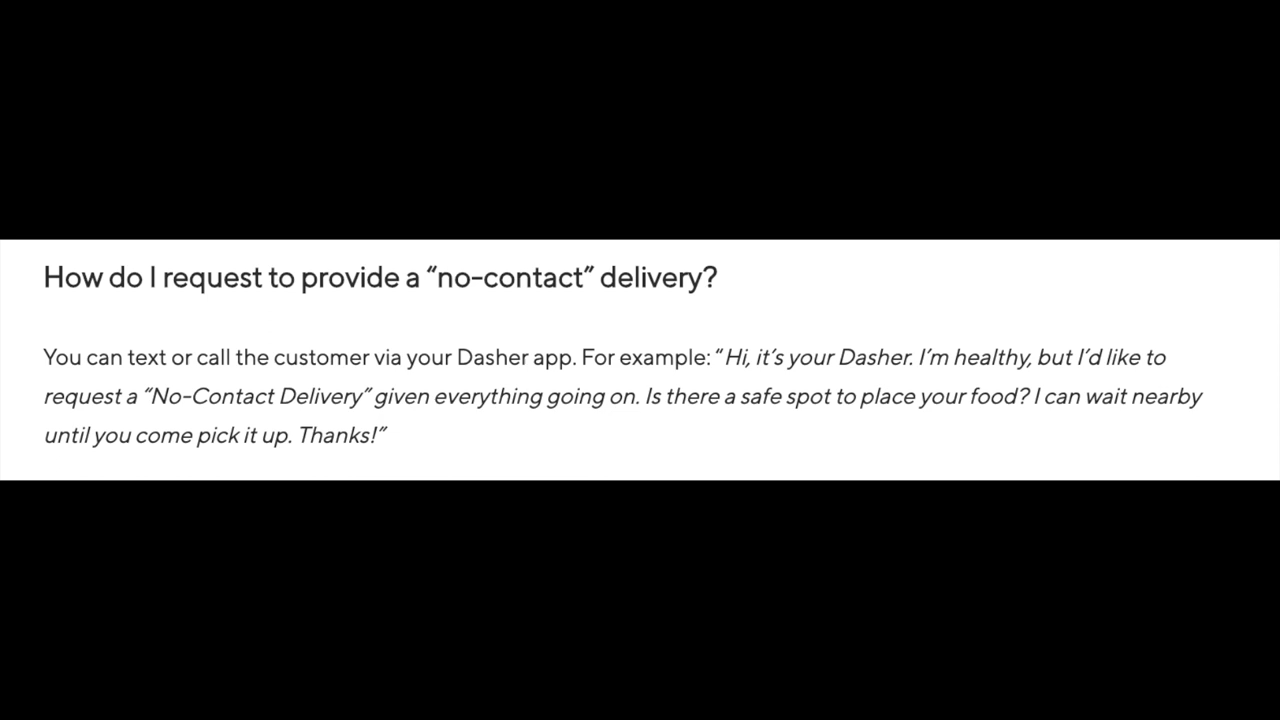 How do I request to provide a “no-contact” delivery?
You can text or call the customer via your Dasher app. For example: “Hi, it’s your Dasher. I’m healthy, but I’d like to
request a “No-Contact Delivery” given everything going on. Is there a safe spot to place your food? I can wait nearby
until you come pick it up. Thanks!”